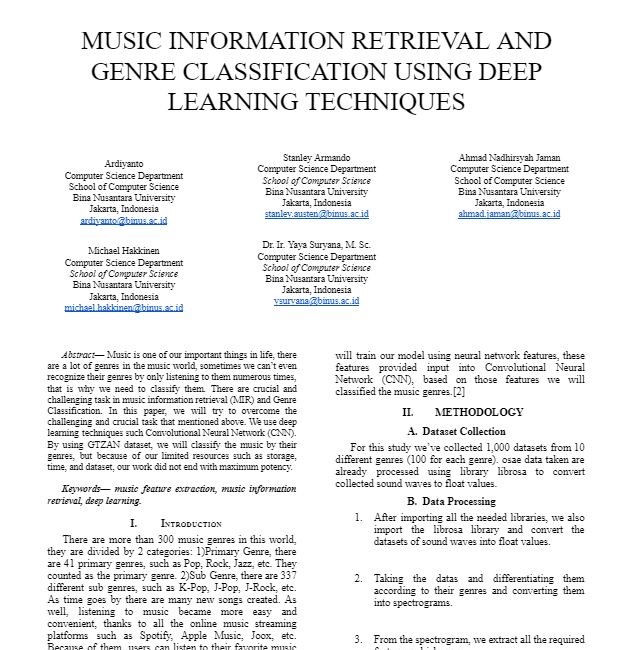 MUSIC INFORMATION RETRIEVAL AND
GENRE CLASSIFICATION USING DEEP
LEARNING TECHNIQUES
Ardiyanto
Computer Science Department
School of Computer Science
Bina Nusantara University
Jakarta, Indonesia
ardiyanto@binus.ac.id
Stanley Armando
Computer Science Department
School of Computer Science
Bina Nusantara University
Jakarta, Indonesia
stanley.austen@binus.ac.id
Ahmad Nadhirsyah Jaman
Computer Science Department
School of Computer Science
Bina Nusantara University
Jakarta, Indonesia
ahmad.jaman@binus.ac.id
Michael Hakkinen
Computer Science Department
School of Computer Science
Bina Nusantara University
Jakarta, Indonesia
michael.hakkinen@binus.ac.id
Dr. Ir. Yaya Suryana, M. Sc.
Computer Science Department
School of Computer Science
Bina Nusantara University
Jakarta, Indonesia
ysuryana@binus.ac.id
Abstract— Music is one of our important things in life, there
are a lot of genres in the music world, sometimes we can't even
recognize their genres by only listening to them numerous times,
that is why we need to classify them. There are crucial and
challenging task in music information retrieval (MIR) and Genre
Classification. In this paper, we will try to overcome the
challenging and crucial task that mentioned above. We use deep
learning techniques such Convolutional Neural Network (CNN).
By using GTZAN dataset, we will classify the music by their
genres, but because of our limited resources such as storage,
time, and dataset, our work did not end with maximum potency.
Keywords— music feature extraction, music information
retrieval, deep learning.
I. INTRODUCTION
There are more than 300 music genres in this world,
they are divided by 2 categories: 1)Primary Genre, there
are 41 primary genres, such as Pop, Rock, Jazz, etc. They
counted as the primary genre. 2)Sub Genre, there are 337
different sub genres, such as K-Pop, J-Pop, J-Rock, etc.
As time goes by there are many new songs created. As
well, listening to music became more easy and
convenient, thanks to all the online music streaming
platforms such as Spotify, Apple Music, Joox, etc.
Because of them, users can listen to their favorite music
will train our model using neural network features, these
features provided input into Convolutional Neural
Network (CNN), based on those features we will
classified the music genres.[2]
II. METHODOLOGY
A. Dataset Collection
For this study we've collected 1,000 datasets from 10
different genres (100 for each genre). osae data taken are
already processed using library librosa to convert
collected sound waves to float values.
B. Data Processing
1. After importing all the needed libraries, we also
import the librosa library and convert the
datasets of sound waves into float values.
2. Taking the datas and differentiating them
according to their genres and converting them
into spectrograms.
3. From the spectrogram, we extract all the required